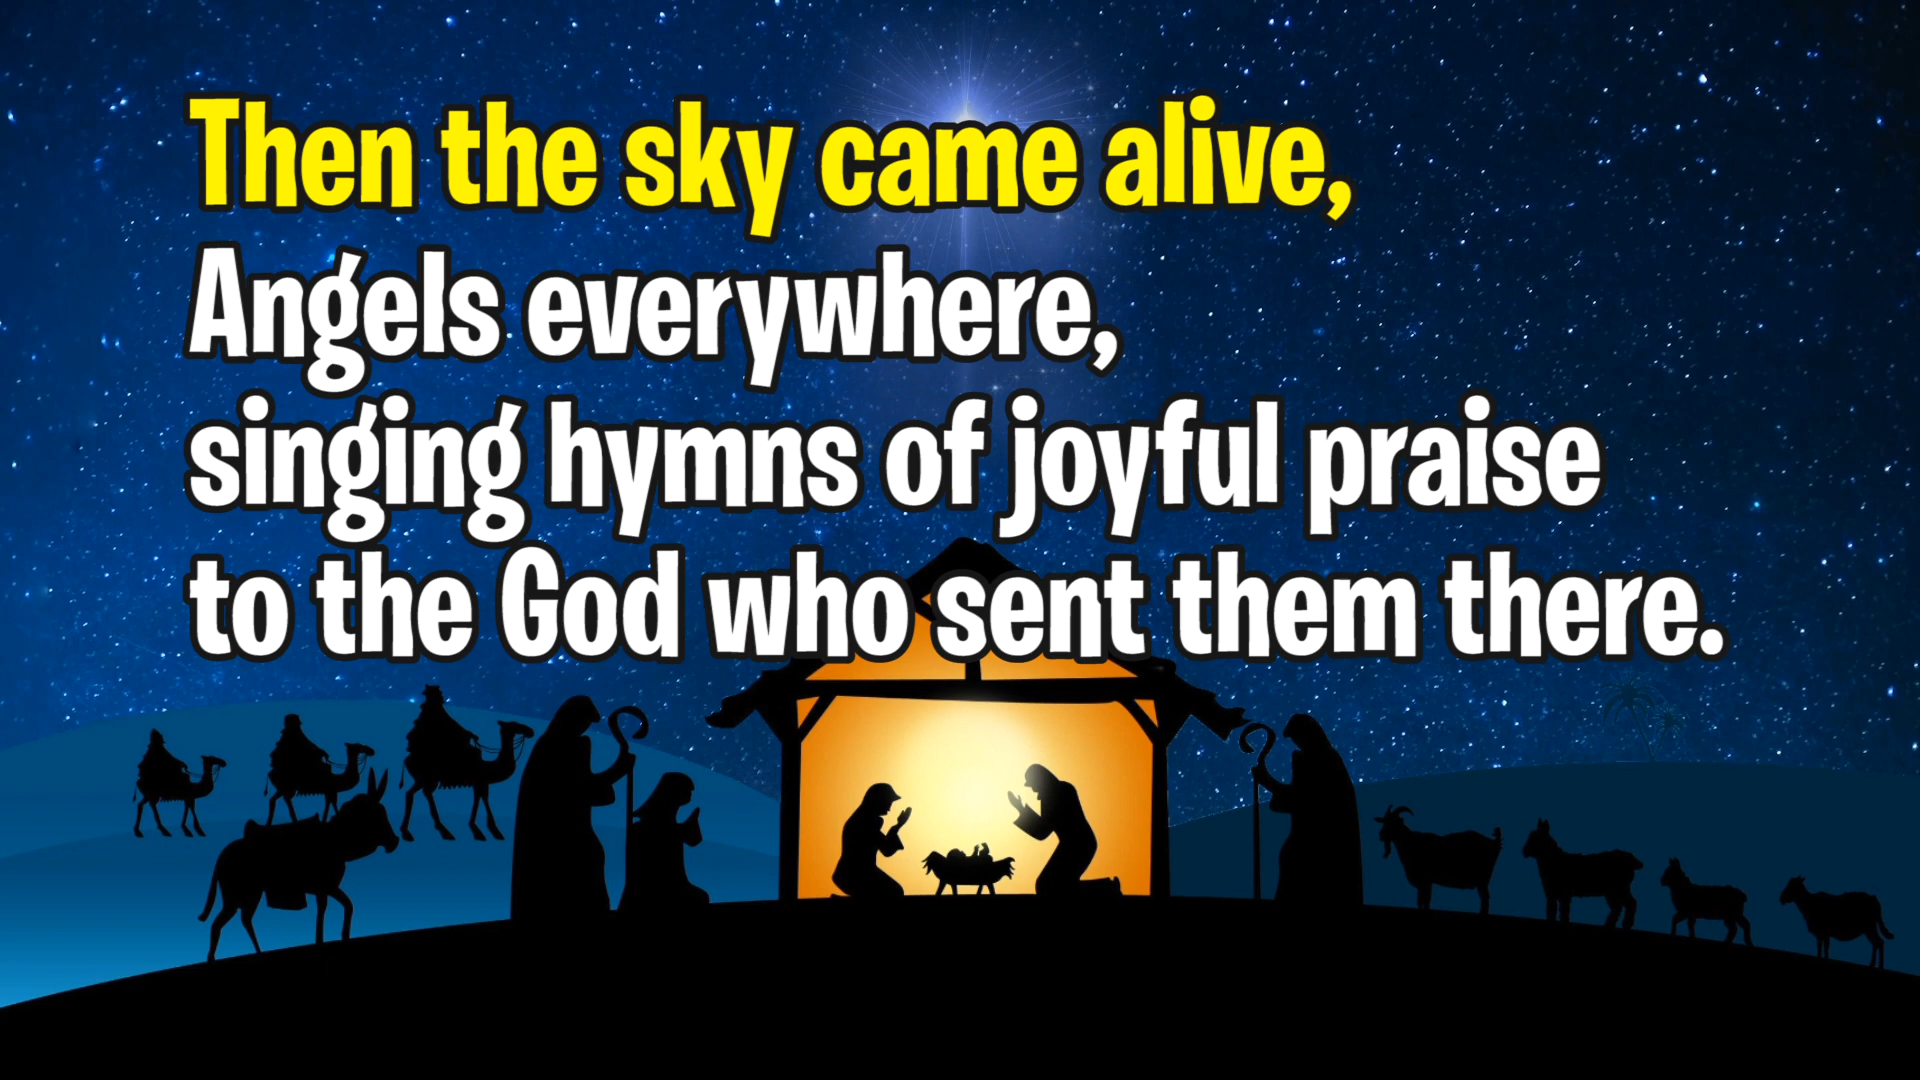 Then the sky came alive,
Angels everywhere,
singing hymns of joyful praise
to the God who sent them there.